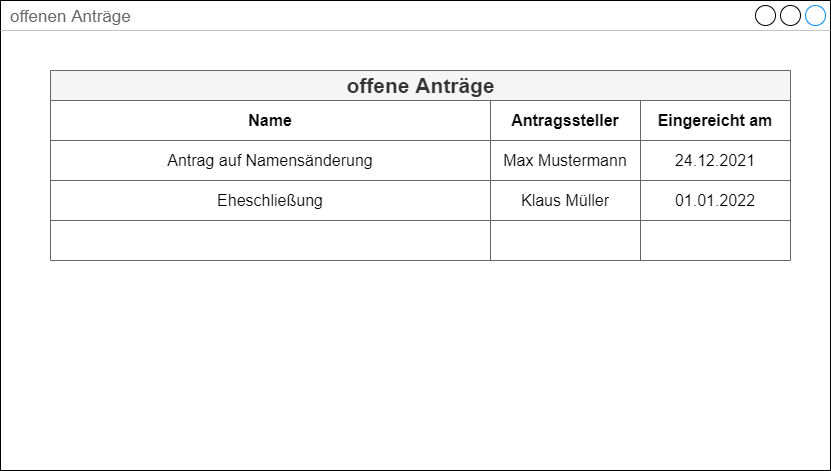 offenen Anträge
offene Anträge
Name Antragssteller Eingereicht am
Antrag auf Namensänderung Max Mustermann 24.12.2021
Eheschließung Klaus Müller 01.01.2022